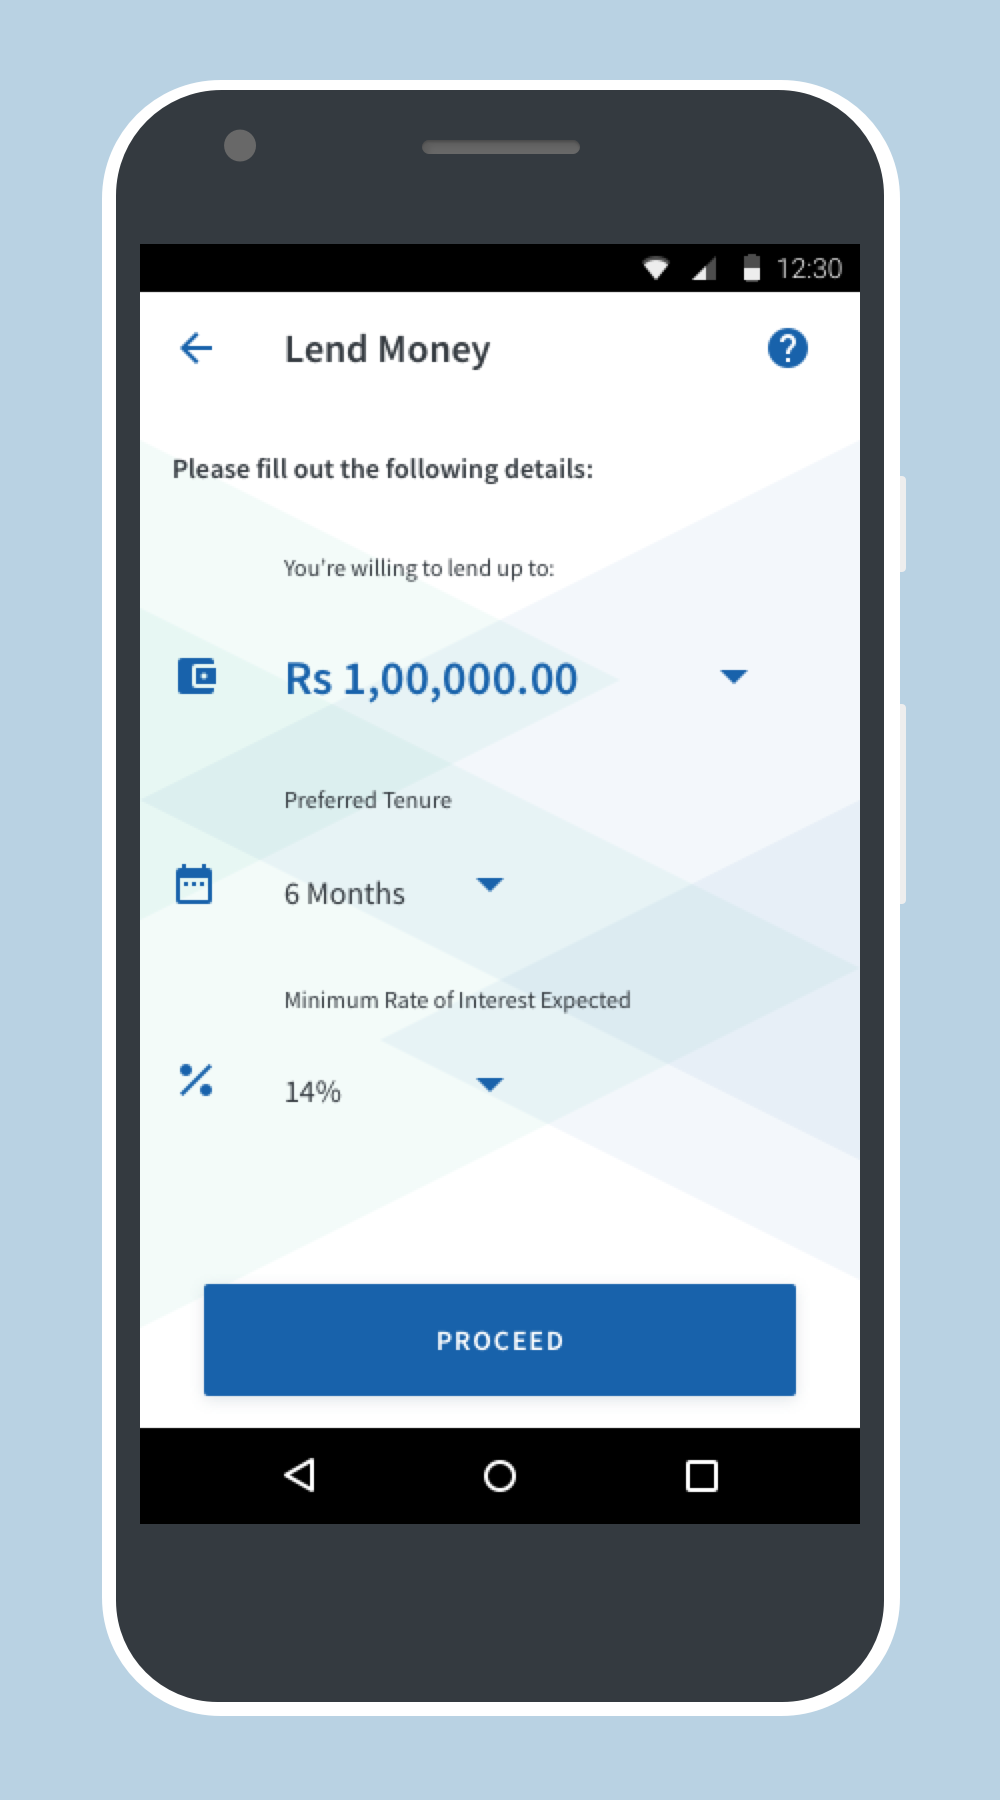 12:30
Lend Money
?
Please fill out the following details:
You're willing to lend up to:
Rs 1,00,000.00
Preferred Tenure
6 Months
Minimum Rate of Interest Expected
14%
PROCEED